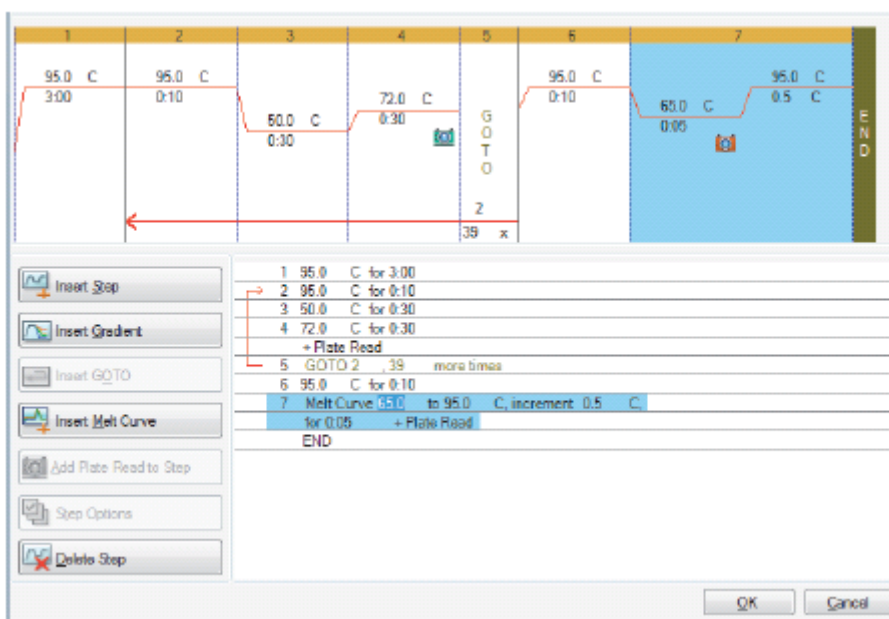 1 2 3 4 5 6 7
95.0 C 95.0 C 95.0 C 95.0 C
3:00 0:10 72.0 C 0:10 65.0 C 0.5 C
50.0 C 0:30 0:05
0:30
GOTO
END
2
39 x
Insert Step
Insert Gradient
Insert GOTO
Insert Melt Curve
Add Plate Read to Step
Step Options
Delete Step
1 95.0 C for 3:00
2 95.0 C for 0:10
3 50.0 C for 0:30
4 72.0 C for 0:30
+ Plate Read
5 GOTO 2 , 39 more times
6 95.0 C for 0:10
7 Melt Curve 65.0 to 95.0 C, increment 0.5 C,
for 0:05 + Plate Read
END
OK Cancel